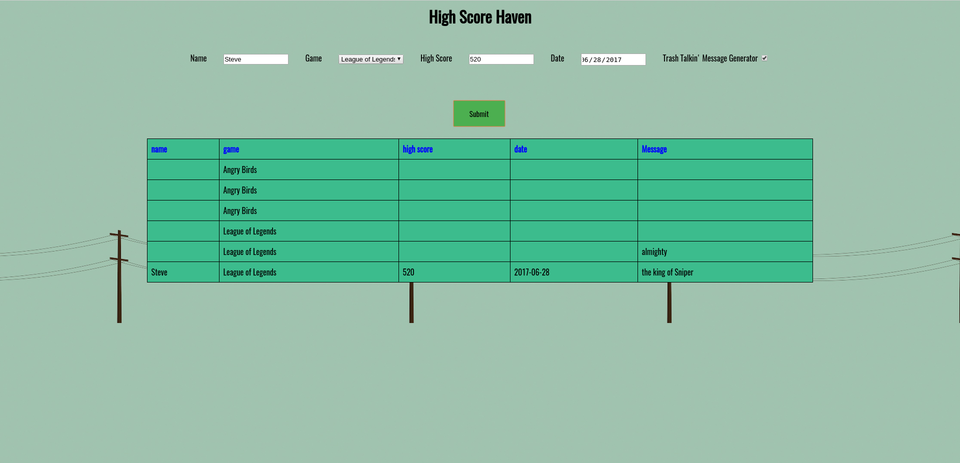 High Score Haven
Name Steve Game League of Legends High Score 520 Date 06/28/2017 Trash Talkin' Message Generator
Submit
name game high score date Message
Angry Birds
Angry Birds
Angry Birds
League of Legends
League of Legends almighty
Steve League of Legends 520 2017-06-28 the king of Sniper